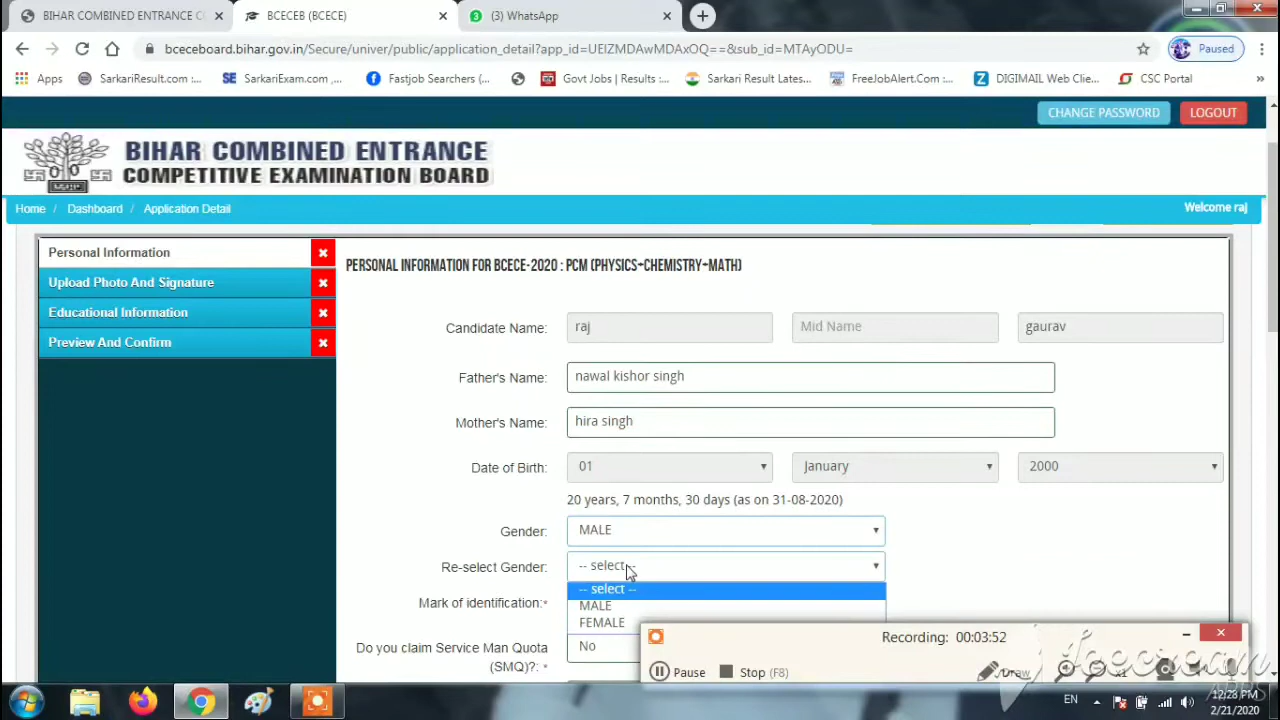 BIHAR COMBINED ENTRANCE C
BCECEB (BCECE)
(3) WhatsApp
bceceboard.bihar.gov.in/Secure/univer/public/application_detail?app_id=UElZMDAwMDAxOQ==&sub_id=MTAyODU=
Paused
Apps
SarkariResult.com :...
SarkariExam.com ,...
Fastjob Searchers (...
Govt Jobs | Results :...
Sarkari Result Lates...
FreeJobAlert.Com :...
DIGIMAIL Web Clie...
CSC Portal
»
CHANGE PASSWORD
LOGOUT
BIHAR COMBINED ENTRANCE
COMPETITIVE EXAMINATION BOARD
Home / Dashboard / Application Detail
Welcome raj
Personal Information
Upload Photo And Signature
Educational Information
Preview And Confirm
PERSONAL INFORMATION FOR BCECE-2020 : PCM (PHYSICS+CHEMISTRY+MATH)
Candidate Name: raj Mid Name gaurav
Father's Name: nawal kishor singh
Mother's Name: hira singh
Date of Birth: 01 January 2000
20 years, 7 months, 30 days (as on 31-08-2020)
Gender: MALE
Re-select Gender: -- select --
-- select --
MALE
FEMALE
Mark of identification:*
Do you claim Service Man Quota
(SMQ)?: *
No
Recording: 00:03:52
Pause
Stop (F8)
Draw
x1
EN
12:23 PM
2/21/2020